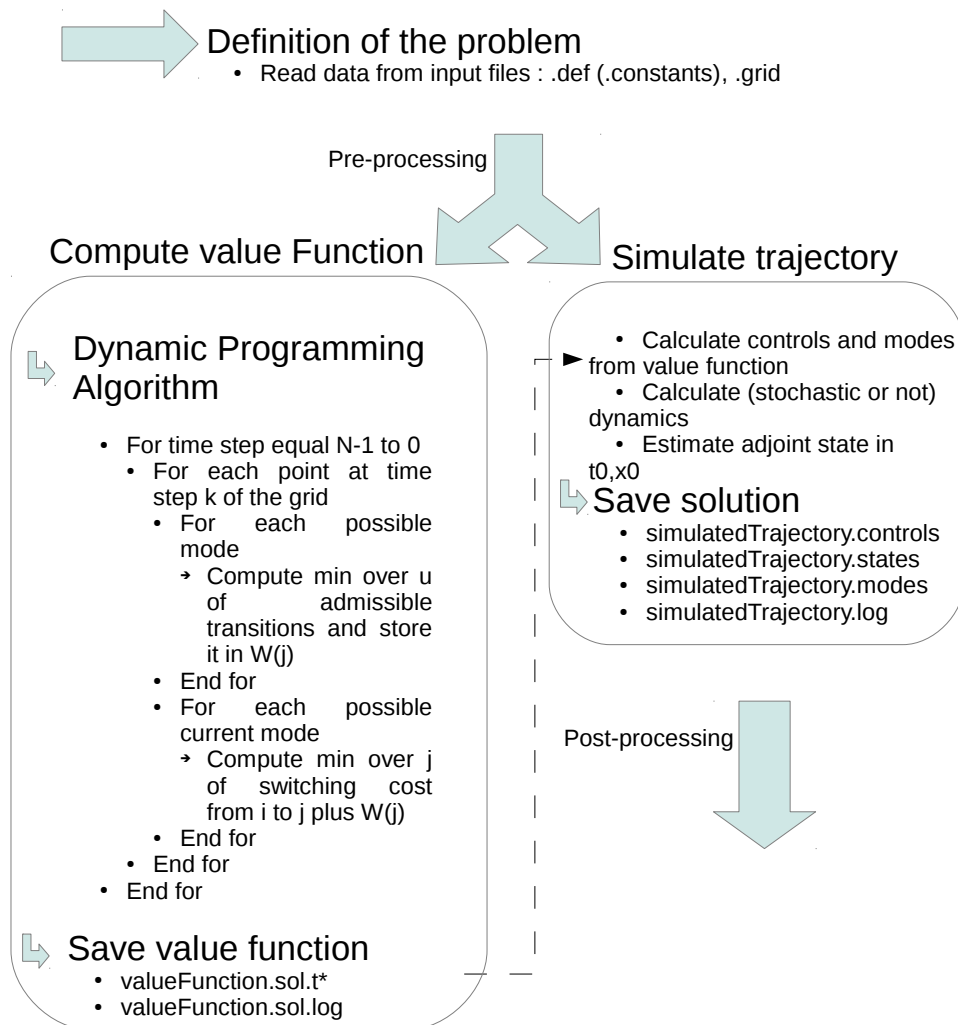 Definition of the problem
• Read data from input files : .def (.constants), .grid
Pre-processing
Compute value Function
Dynamic Programming
Algorithm
• For time step equal N-1 to 0
• For each point at time
step k of the grid
• For each possible
mode
➔ Compute min over u
of admissible
transitions and store
it in W(j)
• End for
• For each possible
current mode
➔ Compute min over j
of switching cost
from i to j plus W(j)
• End for
• End for
• End for
Save value function
• valueFunction.sol.t*
• valueFunction.sol.log
Simulate trajectory
• Calculate controls and modes
from value function
• Calculate (stochastic or not)
dynamics
• Estimate adjoint state in
t0,x0
Save solution
• simulatedTrajectory.controls
• simulatedTrajectory.states
• simulatedTrajectory.modes
• simulatedTrajectory.log
Post-processing